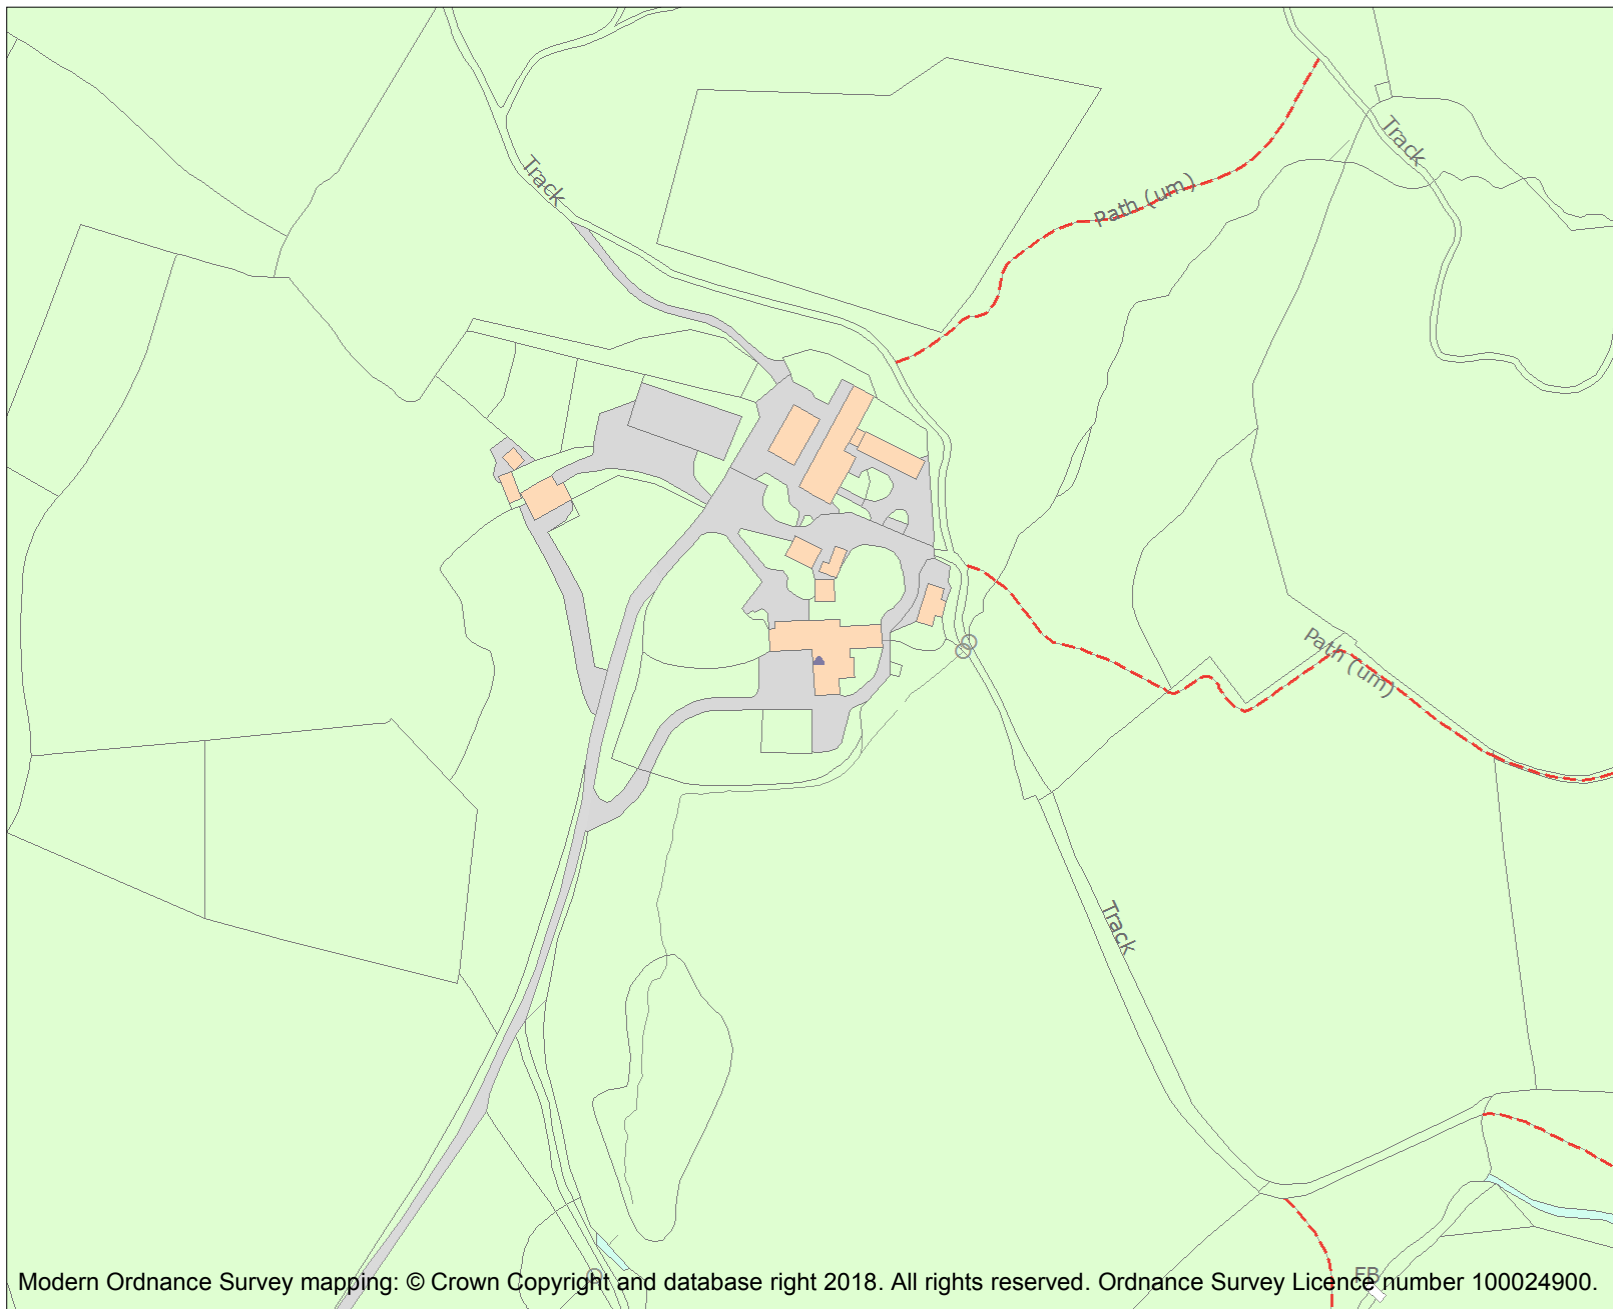 Track
Track
Path (um)
Path (um)
Track
FB
Modern Ordnance Survey mapping: © Crown Copyright and database right 2018. All rights reserved. Ordnance Survey Licence number 100024900.